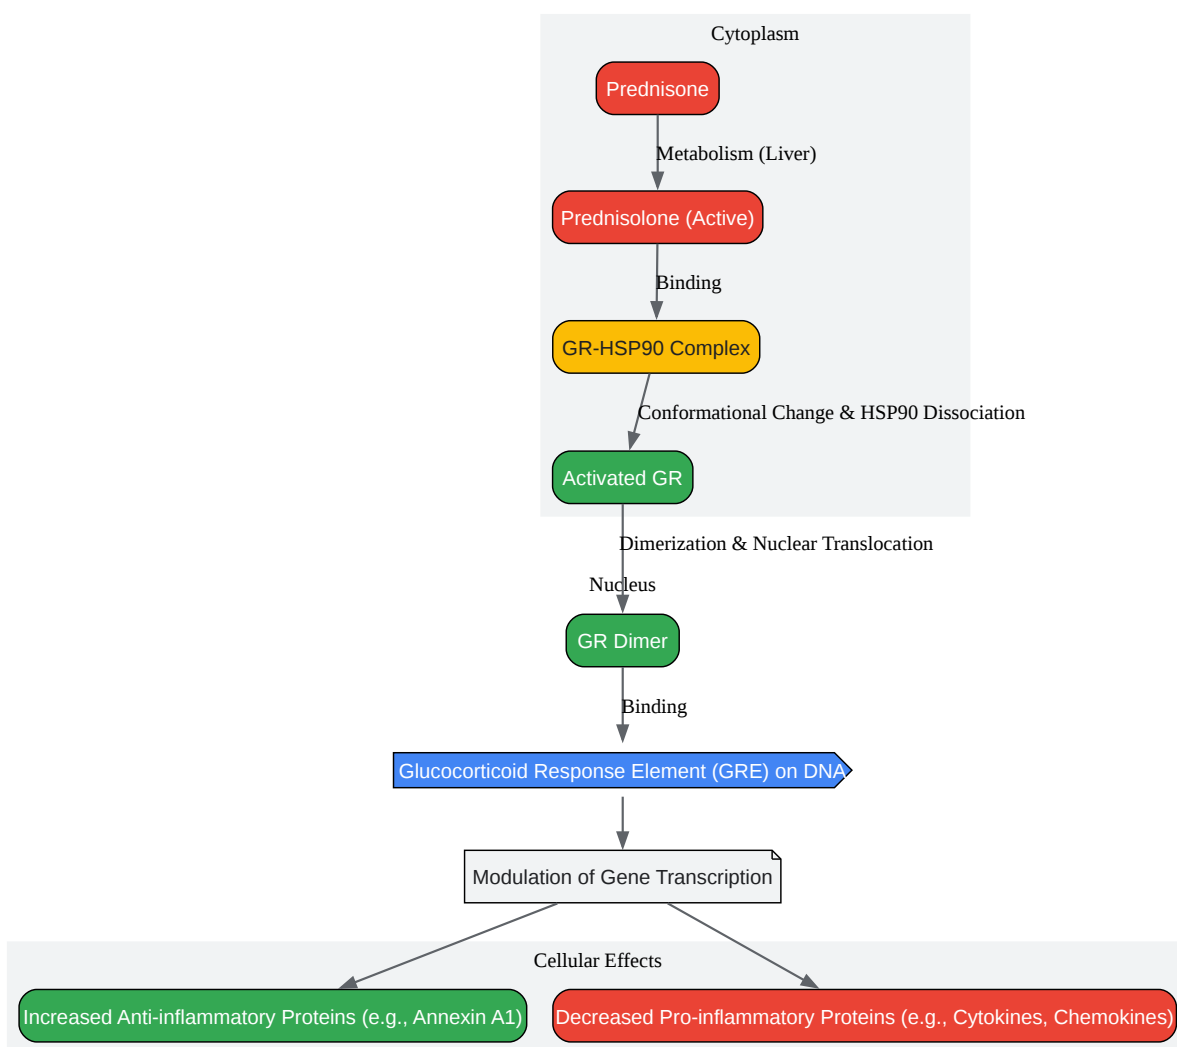 Cytoplasm
Prednisone
Metabolism (Liver)
Prednisolone (Active)
Binding
GR-HSP90 Complex
Conformational Change & HSP90 Dissociation
Activated GR
Dimerization & Nuclear Translocation
Nucleus
GR Dimer
Binding
Glucocorticoid Response Element (GRE) on DNA
Modulation of Gene Transcription
Cellular Effects
Increased Anti-inflammatory Proteins (e.g., Annexin A1)
Decreased Pro-inflammatory Proteins (e.g., Cytokines, Chemokines)